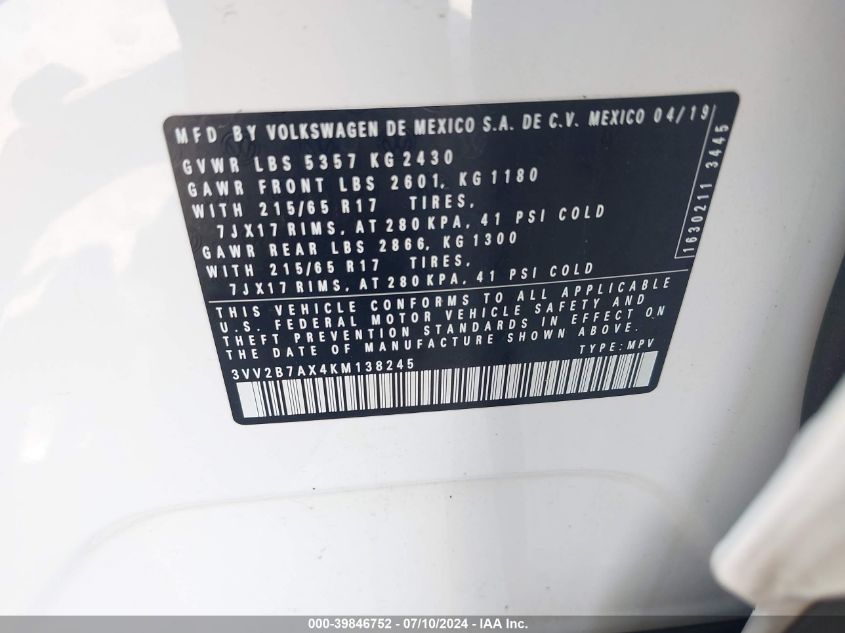 MFD BY VOLKSWAGEN DE MEXICO S.A. DE C.V. MEXICO 04/19
GVWR LBS 5357 KG 2430
GAWR FRONT LBS 2601, KG 1180
WITH 215/65 R17 TIRES,
7JX17 RIMS, AT 280 KPA, 41 PSI COLD
GAWR REAR LBS 2866, KG 1300
WITH 215/65 R17 TIRES,
7JX17 RIMS, AT 280 KPA, 41 PSI COLD
THIS VEHICLE CONFORMS TO ALL APPLICABLE
U.S. FEDERAL MOTOR VEHICLE SAFETY AND
THEFT PREVENTION STANDARDS IN EFFECT ON
THE DATE OF MANUFACTURE SHOWN ABOVE.
3VV2B7AX4KM138245 TYPE: MPV
1630211 3445
000-39846752 - 07/10/2024 - IAA Inc.